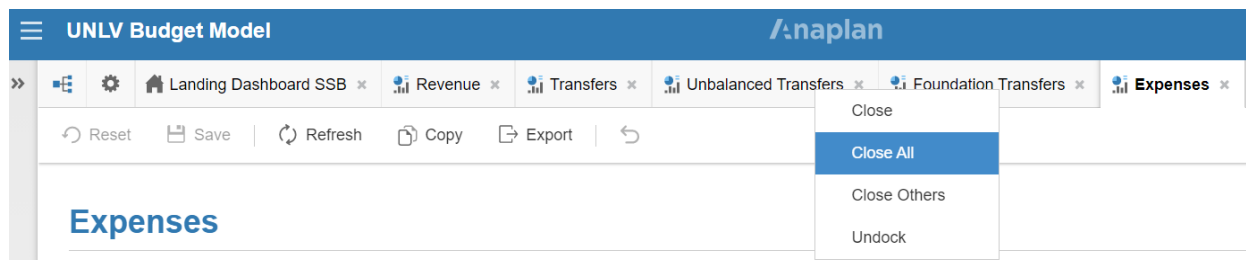 UNLV Budget Model Anaplan
Landing Dashboard SSB × Revenue × Transfers × Unbalanced Transfers × Foundation Transfers × Expenses ×
Reset Save Refresh Copy Export
Close
Close All
Close Others
Undock
Expenses